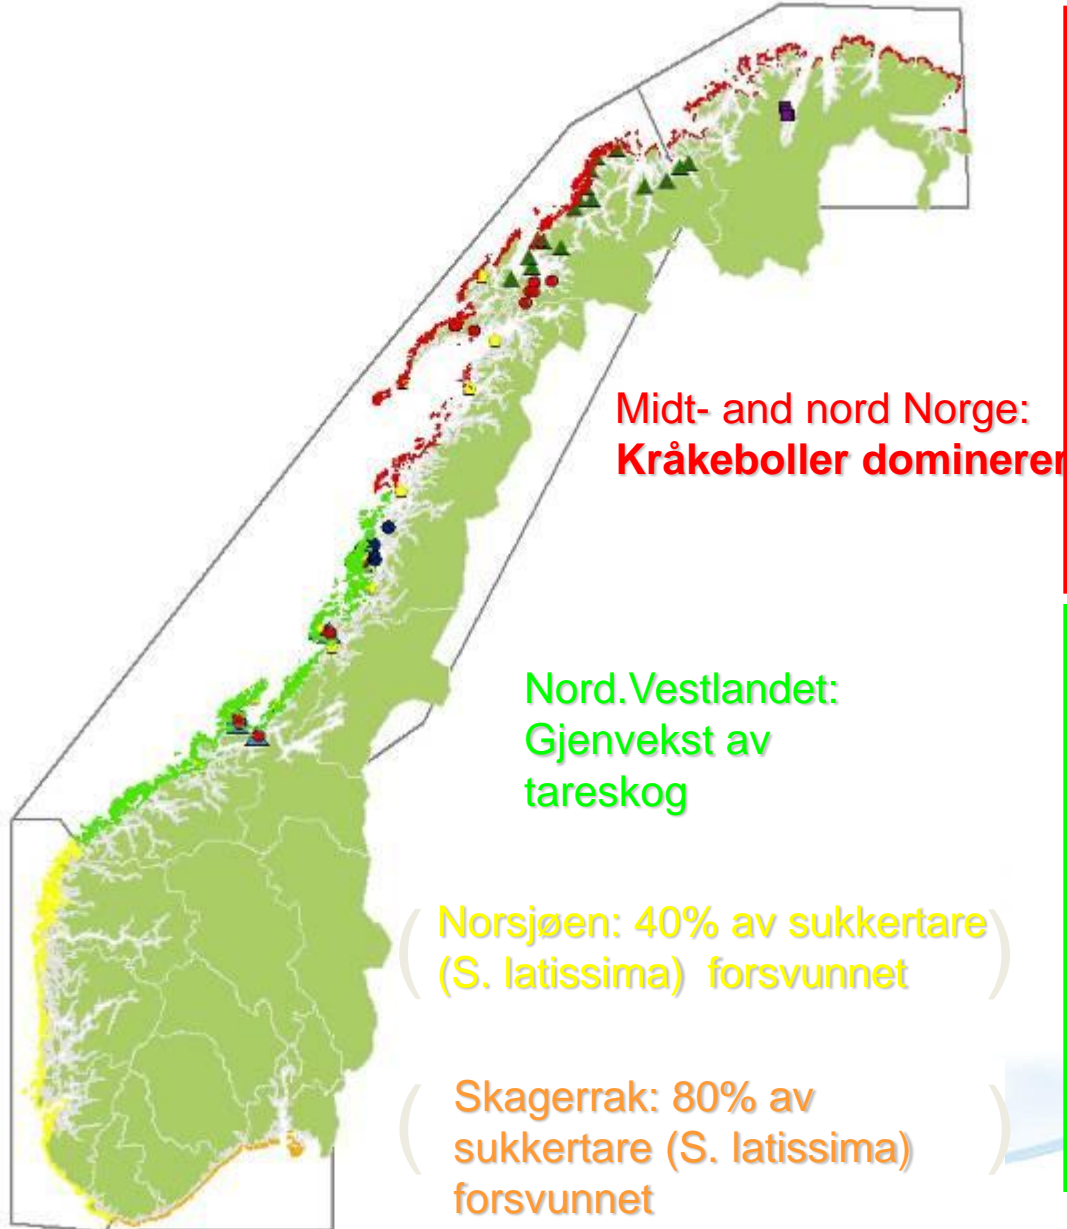 Midt- and nord Norge:
Kråkeboller dominerer
Nord.Vestlandet:
Gjenvekst av
tareskog
( Norsjøen: 40% av sukkertare )
(S. latissima) forsvunnet
( Skagerrak: 80% av )
sukkertare (S. latissima)
forsvunnet